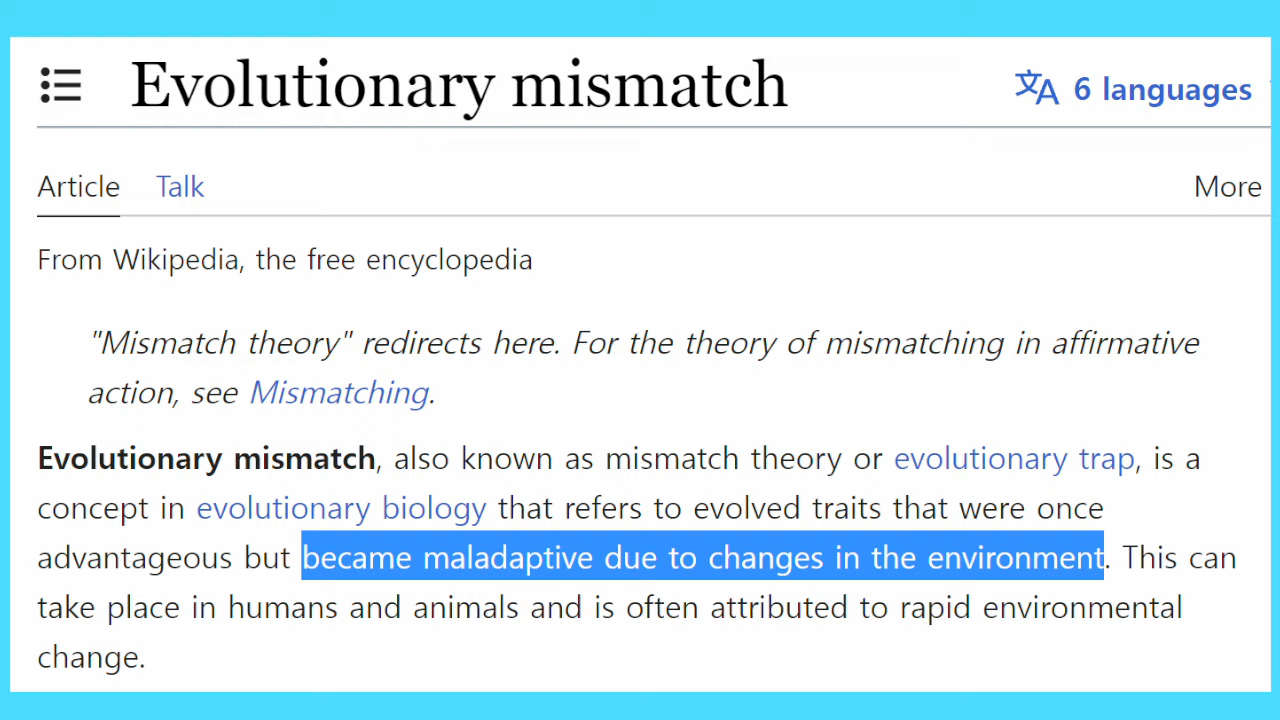 Evolutionary mismatch
6 languages
Article Talk More
From Wikipedia, the free encyclopedia
"Mismatch theory" redirects here. For the theory of mismatching in affirmative
action, see Mismatching.
Evolutionary mismatch, also known as mismatch theory or evolutionary trap, is a
concept in evolutionary biology that refers to evolved traits that were once
advantageous but became maladaptive due to changes in the environment. This can
take place in humans and animals and is often attributed to rapid environmental
change.